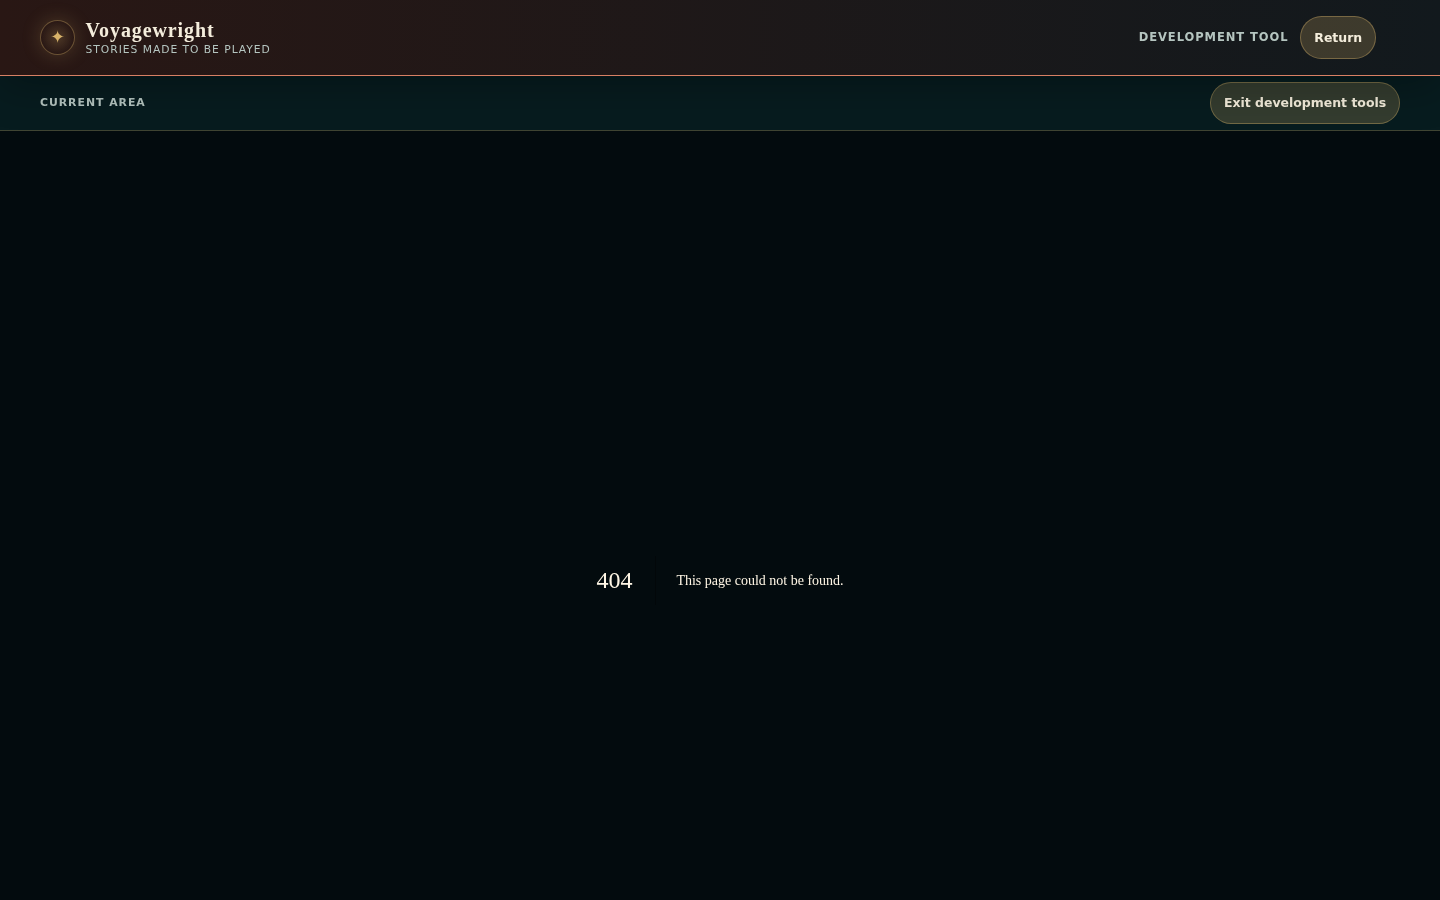 Voyagewright
STORIES MADE TO BE PLAYED
DEVELOPMENT TOOL
Return
CURRENT AREA
Exit development tools
404
This page could not be found.